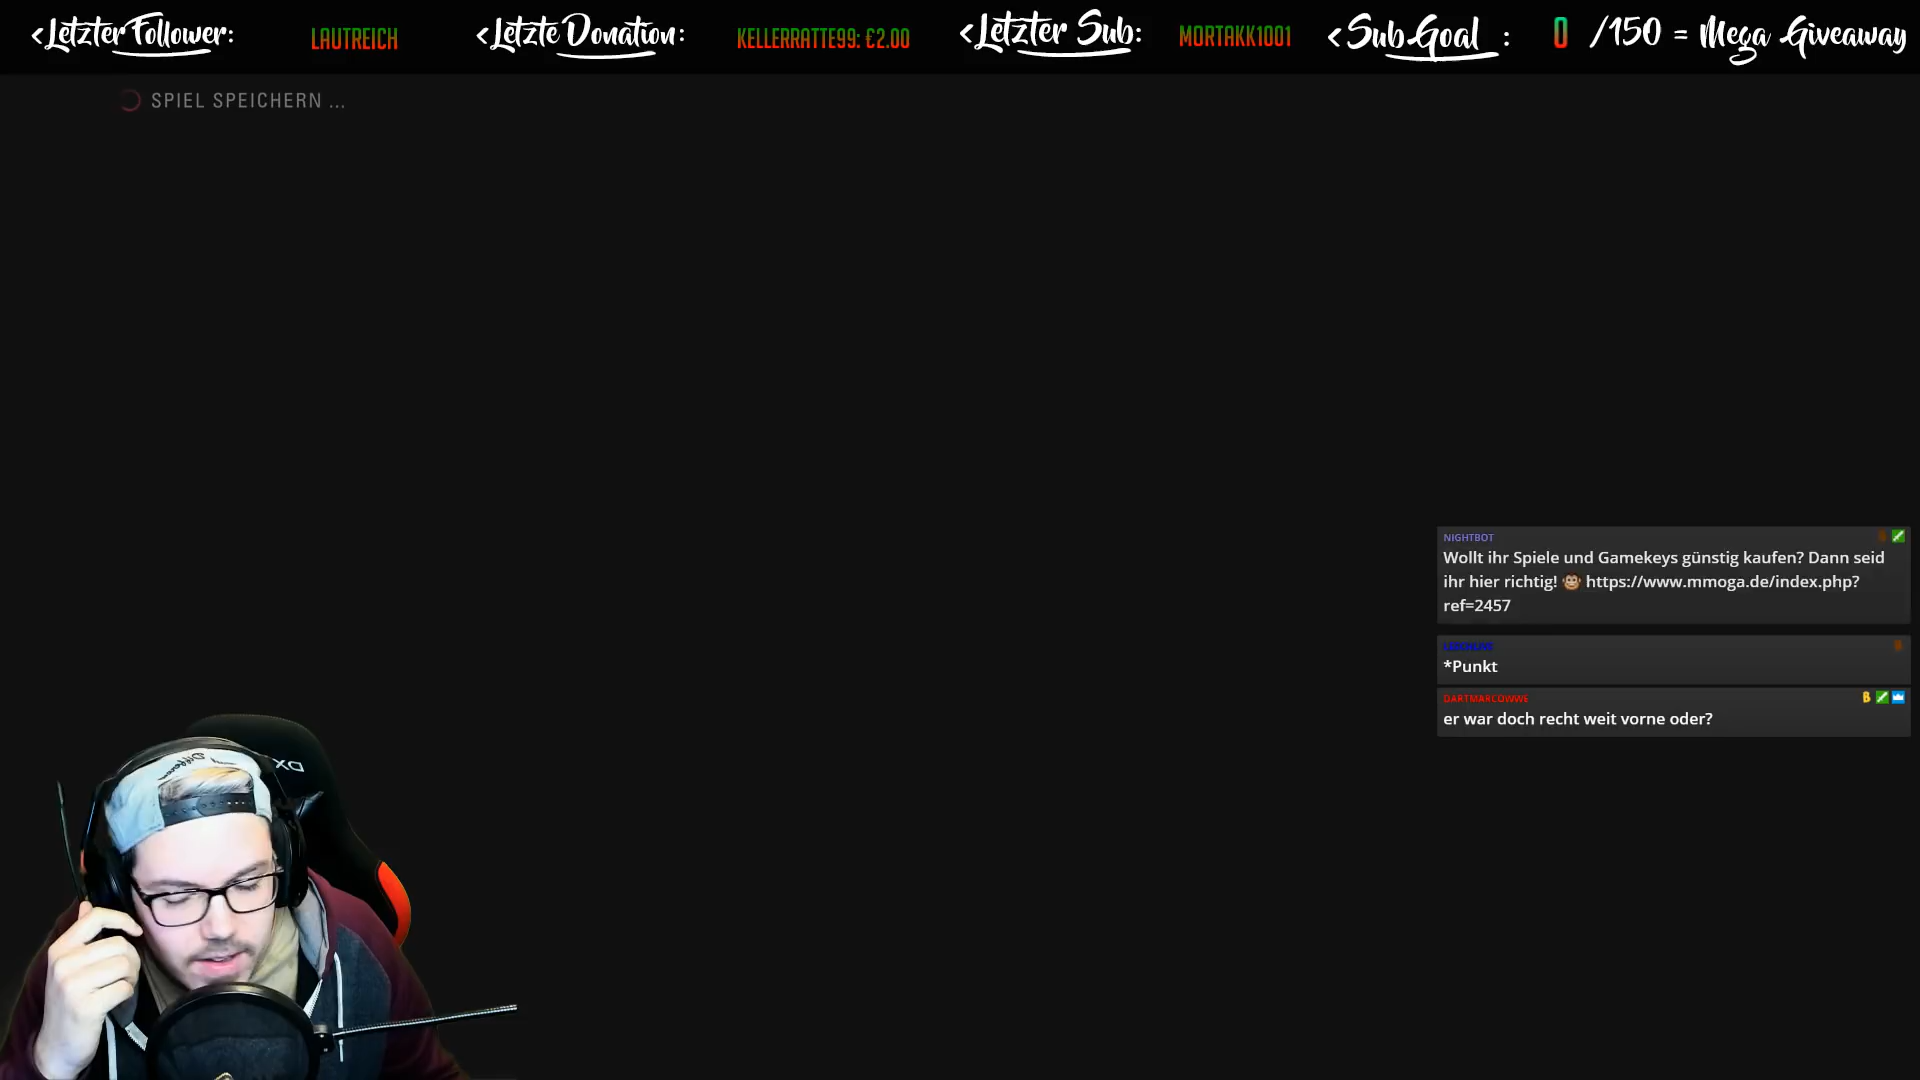 <Letzter Follower: LAUTREICH <Letzte Donation: KELLERRATTE99: €2.00 <Letzter Sub: MORTAKK1001 <SubGoal : 0 /150 = Mega Giveaway
SPIEL SPEICHERN ...
NIGHTBOT
Wollt ihr Spiele und Gamekeys günstig kaufen? Dann seid
ihr hier richtig! 🐵 https://www.mmoga.de/index.php?
ref=2457
*Punkt
DARTMARCOWWE
er war doch recht weit vorne oder?
DX